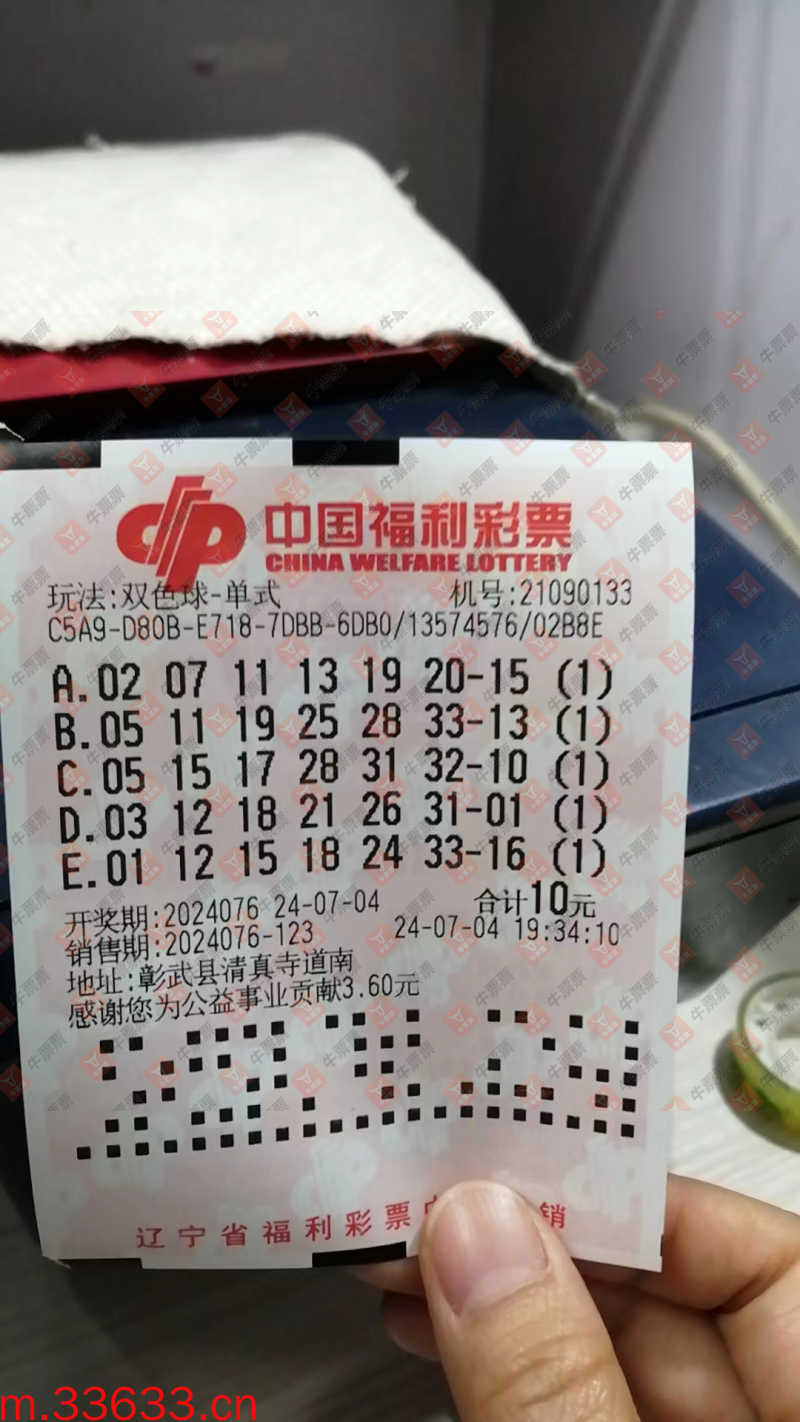 中国福利彩票
CHINA WELFARE LOTTERY
玩法:双色球-单式 机号:21090133
C5A9-D80B-E718-7DBB-6DB0/13574576/02B8E
A.02 07 11 13 19 20-15 (1)
B.05 11 19 25 28 33-13 (1)
C.05 15 17 28 31 32-10 (1)
D.03 12 18 21 26 31-01 (1)
E.01 12 15 18 24 33-16 (1)
开奖期:2024076 24-07-04 合计10元
销售期:2024076-123 24-07-04 19:34:10
地址:彰武县清真寺道南
感谢您为公益事业贡献3.60元
辽宁省福利彩票 销
牛票票
m.33633.cn